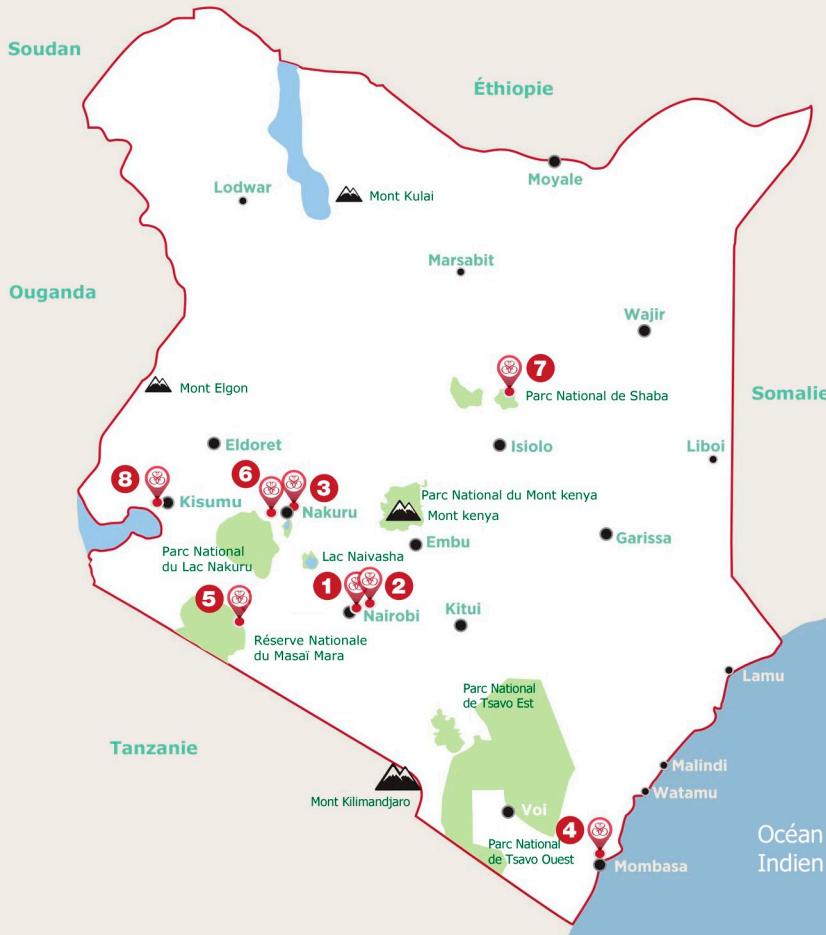 Soudan
Éthiopie
Moyale
Lodwar
Mont Kulai
Marsabit
Ouganda
Wajir
7
Mont Elgon
Parc National de Shaba
Somalie
Eldoret
Isiolo
Liboi
8
6
3
Kisumu
Nakuru
Parc National du Mont kenya
Mont kenya
Garissa
Embu
Parc National
du Lac Nakuru
Lac Naivasha
1
2
5
Nairobi
Kitui
Réserve Nationale
du Masaï Mara
Lamu
Parc National
de Tsavo Est
Tanzanie
Malindi
Watamu
Mont Kilimandjaro
Voi
4
Océan
Indien
Parc National
de Tsavo Ouest
Mombasa